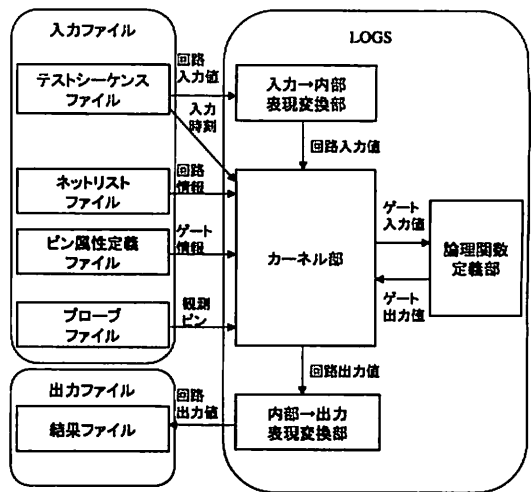 入力ファイル
テストシーケンス
ファイル
ネットリスト
ファイル
ピン属性定義
ファイル
プローブ
ファイル
出力ファイル
結果ファイル
回路
入力値
入力
時刻
回路
情報
ゲート
情報
観測
ピン
回路
出力値
LOGS
入力→内部
表現変換部
回路入力値
カーネル部
ゲート
入力値
論理関数
定義部
ゲート
出力値
回路出力値
内部→出力
表現変換部